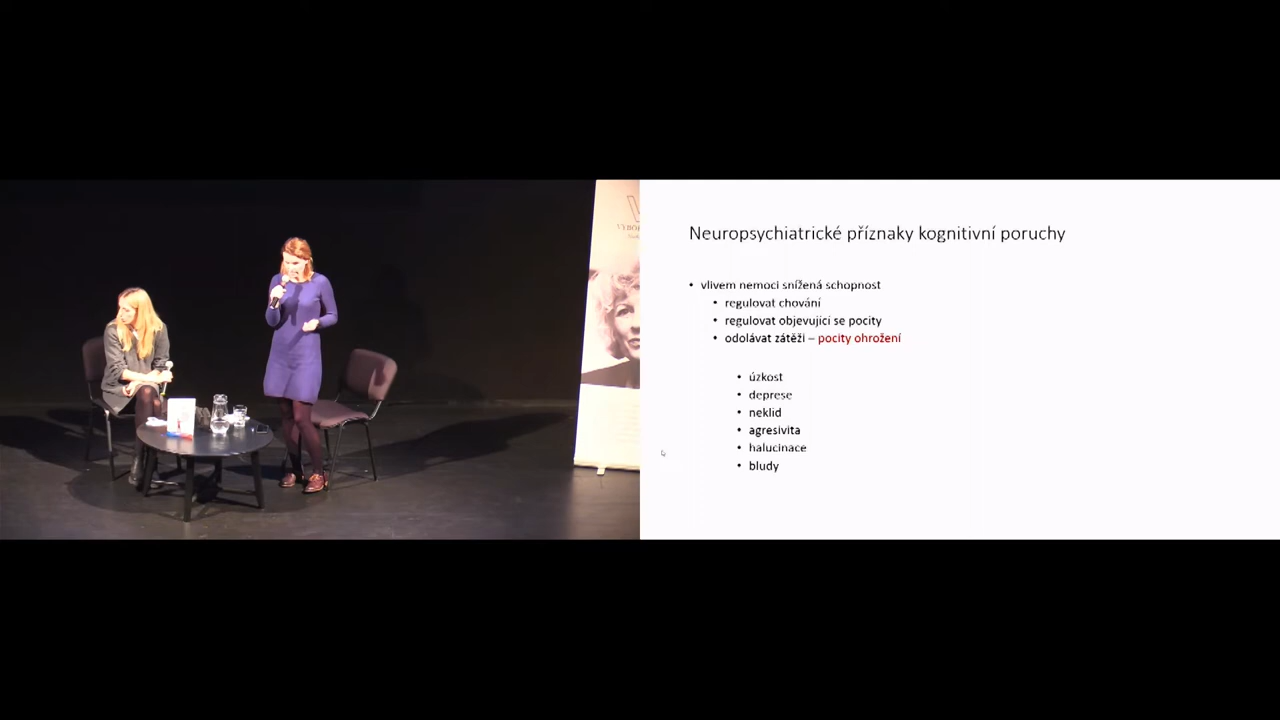 Neuropsychiatrické příznaky kognitivní poruchy
• vlivem nemoci snížená schopnost
• regulovat chování
• regulovat objevující se pocity
• odolávat zátěži – pocity ohrožení
• úzkost
• deprese
• neklid
• agresivita
• halucinace
• bludy